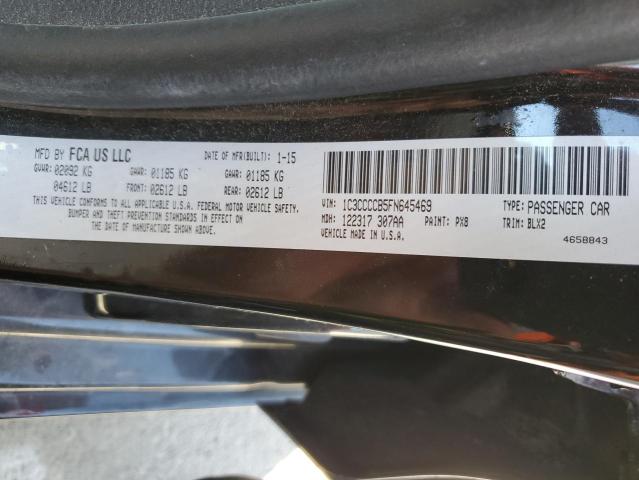 MFD BY FCA US LLC DATE OF MFR(BUILT): 1-15
GVWR: 02092 KG GAWR: 01185 KG GAWR: 01185 KG
04612 LB FRONT: 02612 LB REAR: 02612 LB
THIS VEHICLE CONFORMS TO ALL APPLICABLE U.S.A. FEDERAL MOTOR VEHICLE SAFETY,
BUMPER AND THEFT PREVENTION STANDARDS IN EFFECT ON
THE DATE OF MANUFACTURE SHOWN ABOVE.
VIN: 1C3CCCCB5FN645469 TYPE: PASSENGER CAR
MDH: 122317 307AA PAINT: PX8 TRIM: BLX2
VEHICLE MADE IN U.S.A. 4658843